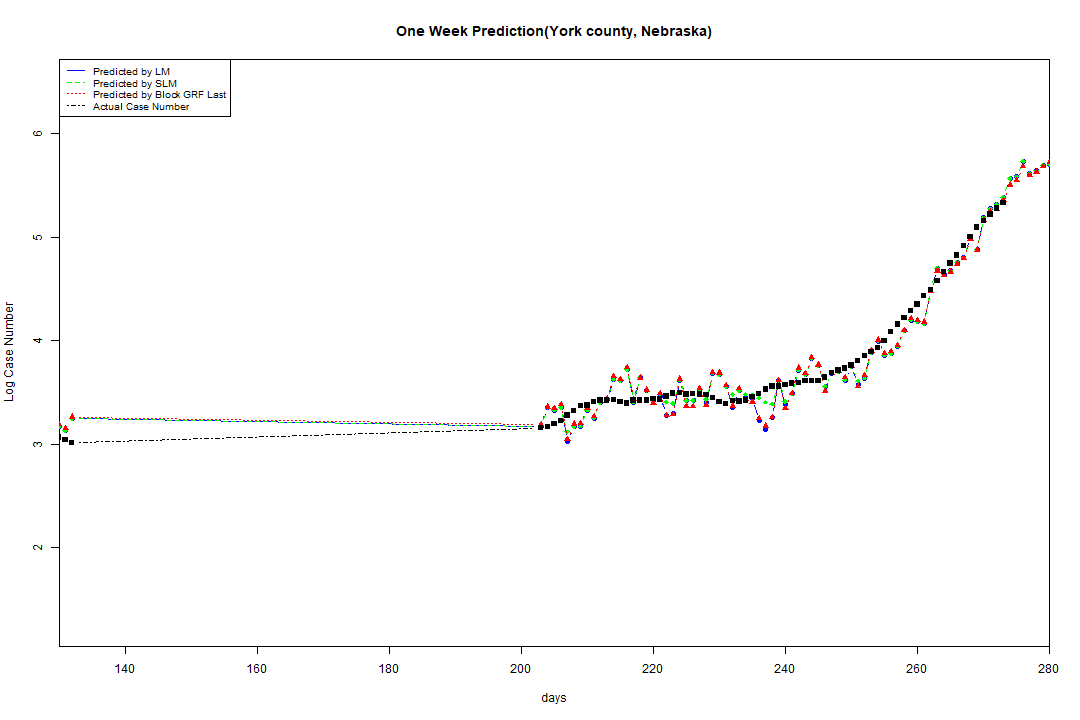 One Week Prediction(York county, Nebraska)
Predicted by LM
Predicted by SLM
Predicted by Block GRF Last
Actual Case Number
6
5
4
3
2
Log Case Number
140 160 180 200 220 240 260 280
days